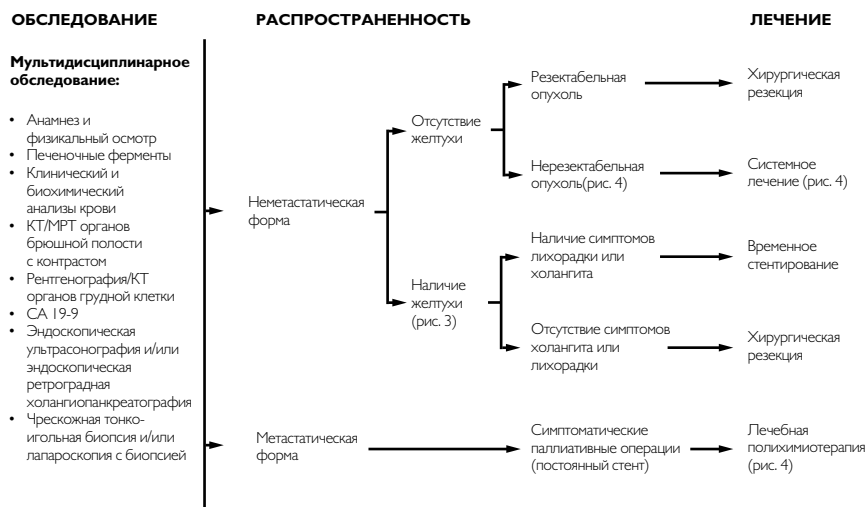 ОБСЛЕДОВАНИЕ
РАСПРОСТРАНЕННОСТЬ
ЛЕЧЕНИЕ
Мультидисциплинарное
обследование:
• Анамнез и
физикальный осмотр
• Печеночные ферменты
• Клинический и
биохимический
анализы крови
• КТ/МРТ органов
брюшной полости
с контрастом
• Рентгенография/КТ
органов грудной клетки
• СА 19-9
• Эндоскопическая
ультрасонография и/или
эндоскопическая
ретроградная
холангиопанкреатография
• Чрескожная тонко-
игольная биопсия и/или
лапароскопия с биопсией
Неметастатическая
форма
Отсутствие
желтухи
Резектабельная
опухоль
Хирургическая
резекция
Нерезектабельная
опухоль(рис. 4)
Системное
лечение (рис. 4)
Наличие
желтухи
(рис. 3)
Наличие симптомов
лихорадки или
холангита
Временное
стентирование
Отсутствие симптомов
холангита или
лихорадки
Хирургическая
резекция
Метастатическая
форма
Симптоматические
паллиативные операции
(постоянный стент)
Лечебная
полихимиотерапия
(рис. 4)